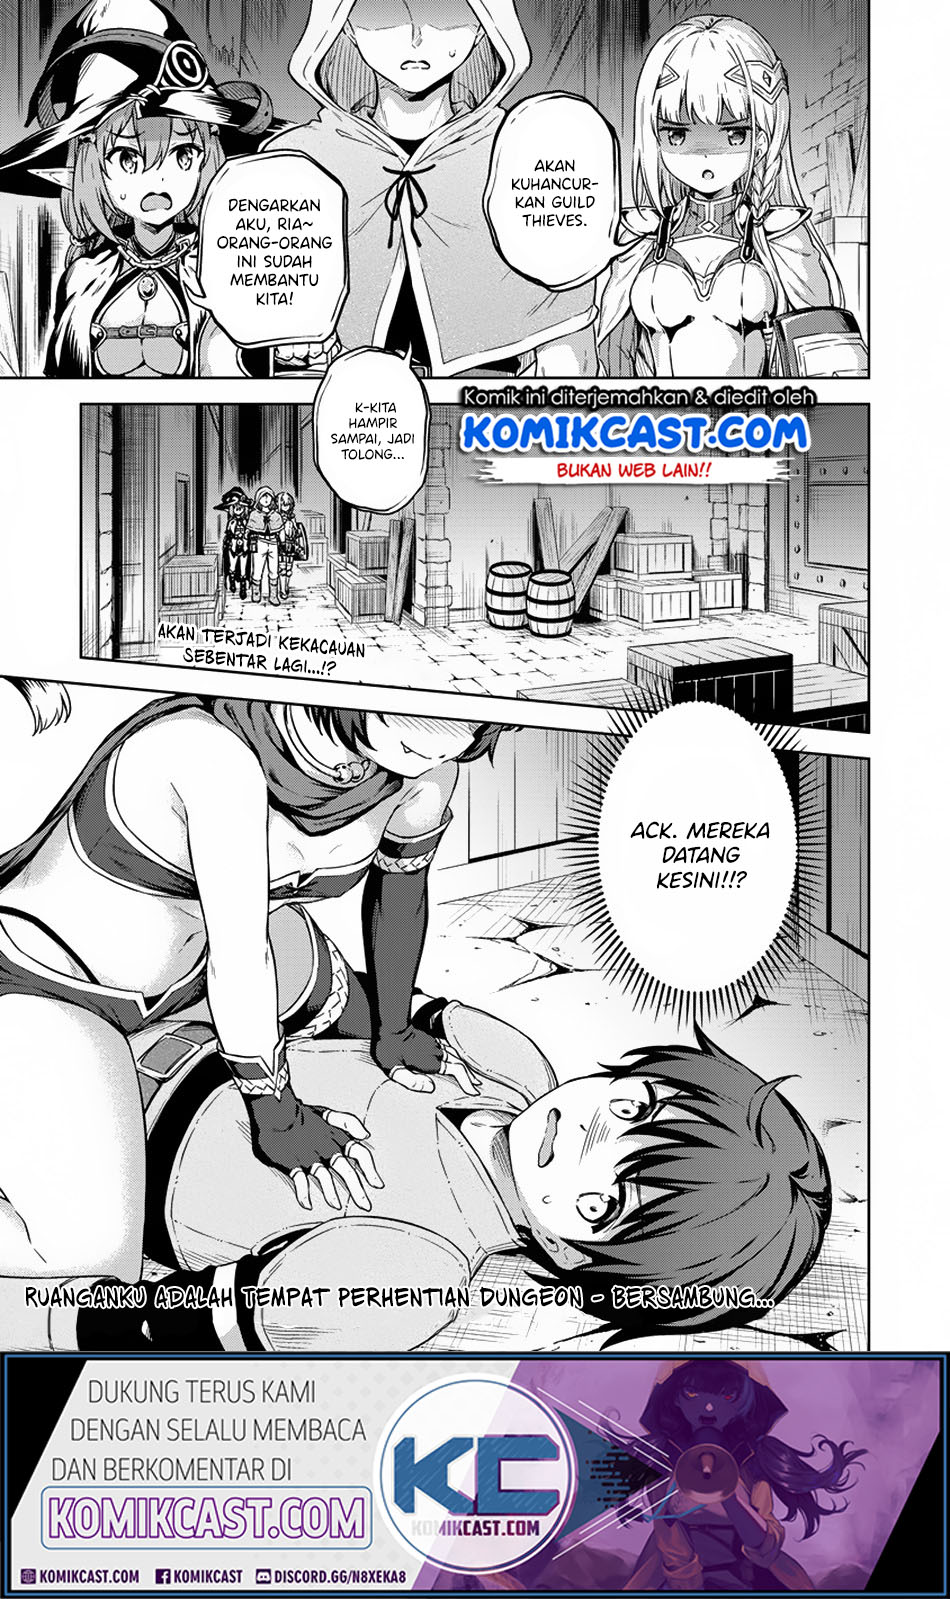 AKAN
KUHANCUR-
KAN GUILD
THIEVES.
DENGARKAN
AKU, RIA~
ORANG-ORANG
INI SUDAH
MEMBANTU
KITA!
K-KITA
HAMPIR
SAMPAI, JADI
TOLONG...
Komik ini diterjemahkan & diedit oleh
KOMIKCAST.COM
BUKAN WEB LAIN!!
AKAN TERJADI KEKACAUAN
SEBENTAR LAGI...!?
ACK. MEREKA
DATANG
KESINI!!?
RUANGANKU ADALAH TEMPAT PERHENTIAN DUNGEON - BERSAMBUNG...
DUKUNG TERUS KAMI
DENGAN SELALU MEMBACA
DAN BERKOMENTAR DI
KOMIKCAST.COM
KC
KOMIKCAST.COM
KOMIKCAST.COM
KOMIKCAST
DISCORD.GG/N8XEKA8